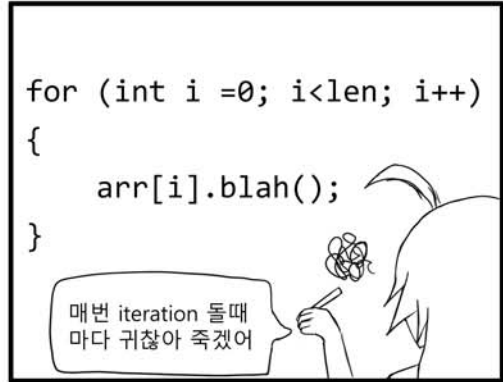 for (int i =0; i<len; i++)
{
arr[i].blah();
}
매번 iteration 돌때
마다 귀찮아 죽겠어